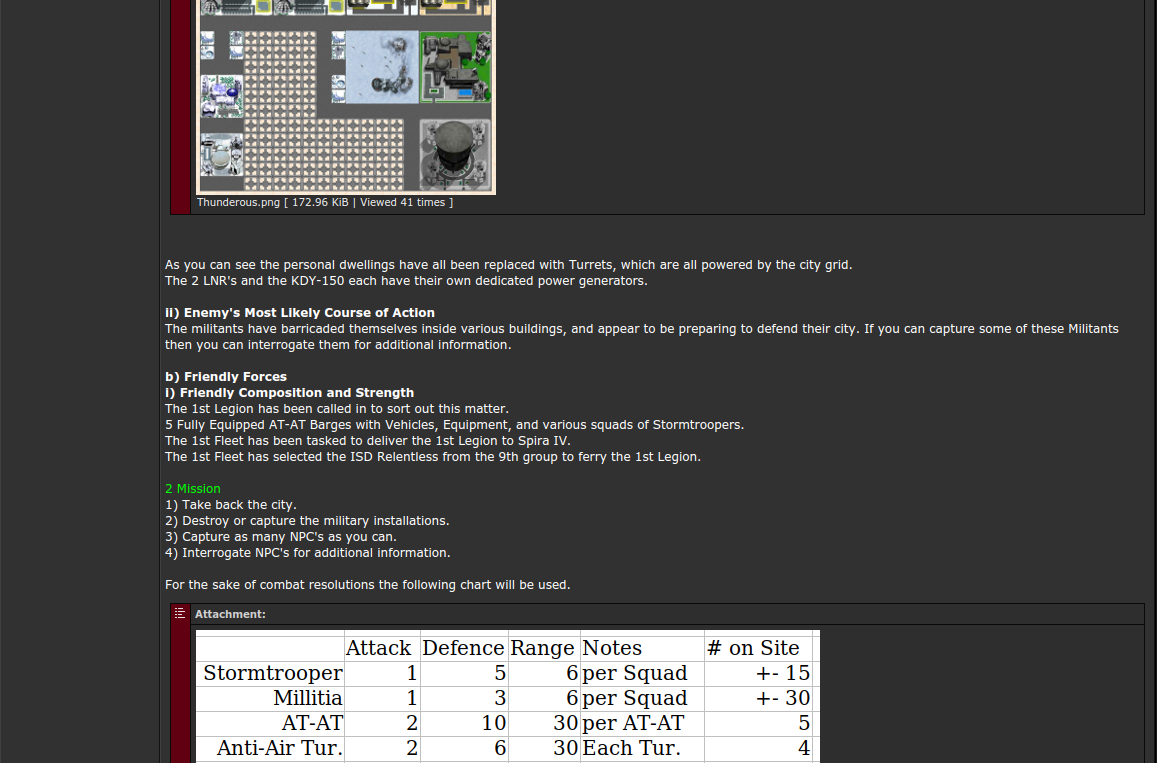 Thunderous.png [ 172.96 KiB | Viewed 41 times ]
As you can see the personal dwellings have all been replaced with Turrets, which are all powered by the city grid.
The 2 LNR's and the KDY-150 each have their own dedicated power generators.
ii) Enemy's Most Likely Course of Action
The militants have barricaded themselves inside various buildings, and appear to be preparing to defend their city. If you can capture some of these Militants
then you can interrogate them for additional information.
b) Friendly Forces
i) Friendly Composition and Strength
The 1st Legion has been called in to sort out this matter.
5 Fully Equipped AT-AT Barges with Vehicles, Equipment, and various squads of Stormtroopers.
The 1st Fleet has been tasked to deliver the 1st Legion to Spira IV.
The 1st Fleet has selected the ISD Relentless from the 9th group to ferry the 1st Legion.
2 Mission
1) Take back the city.
2) Destroy or capture the military installations.
3) Capture as many NPC's as you can.
4) Interrogate NPC's for additional information.
For the sake of combat resolutions the following chart will be used.
Attachment:
Attack Defence Range Notes # on Site
Stormtrooper 1 5 6 per Squad +- 15
Millitia 1 3 6 per Squad +- 30
AT-AT 2 10 30 per AT-AT 5
Anti-Air Tur. 2 6 30 Each Tur. 4